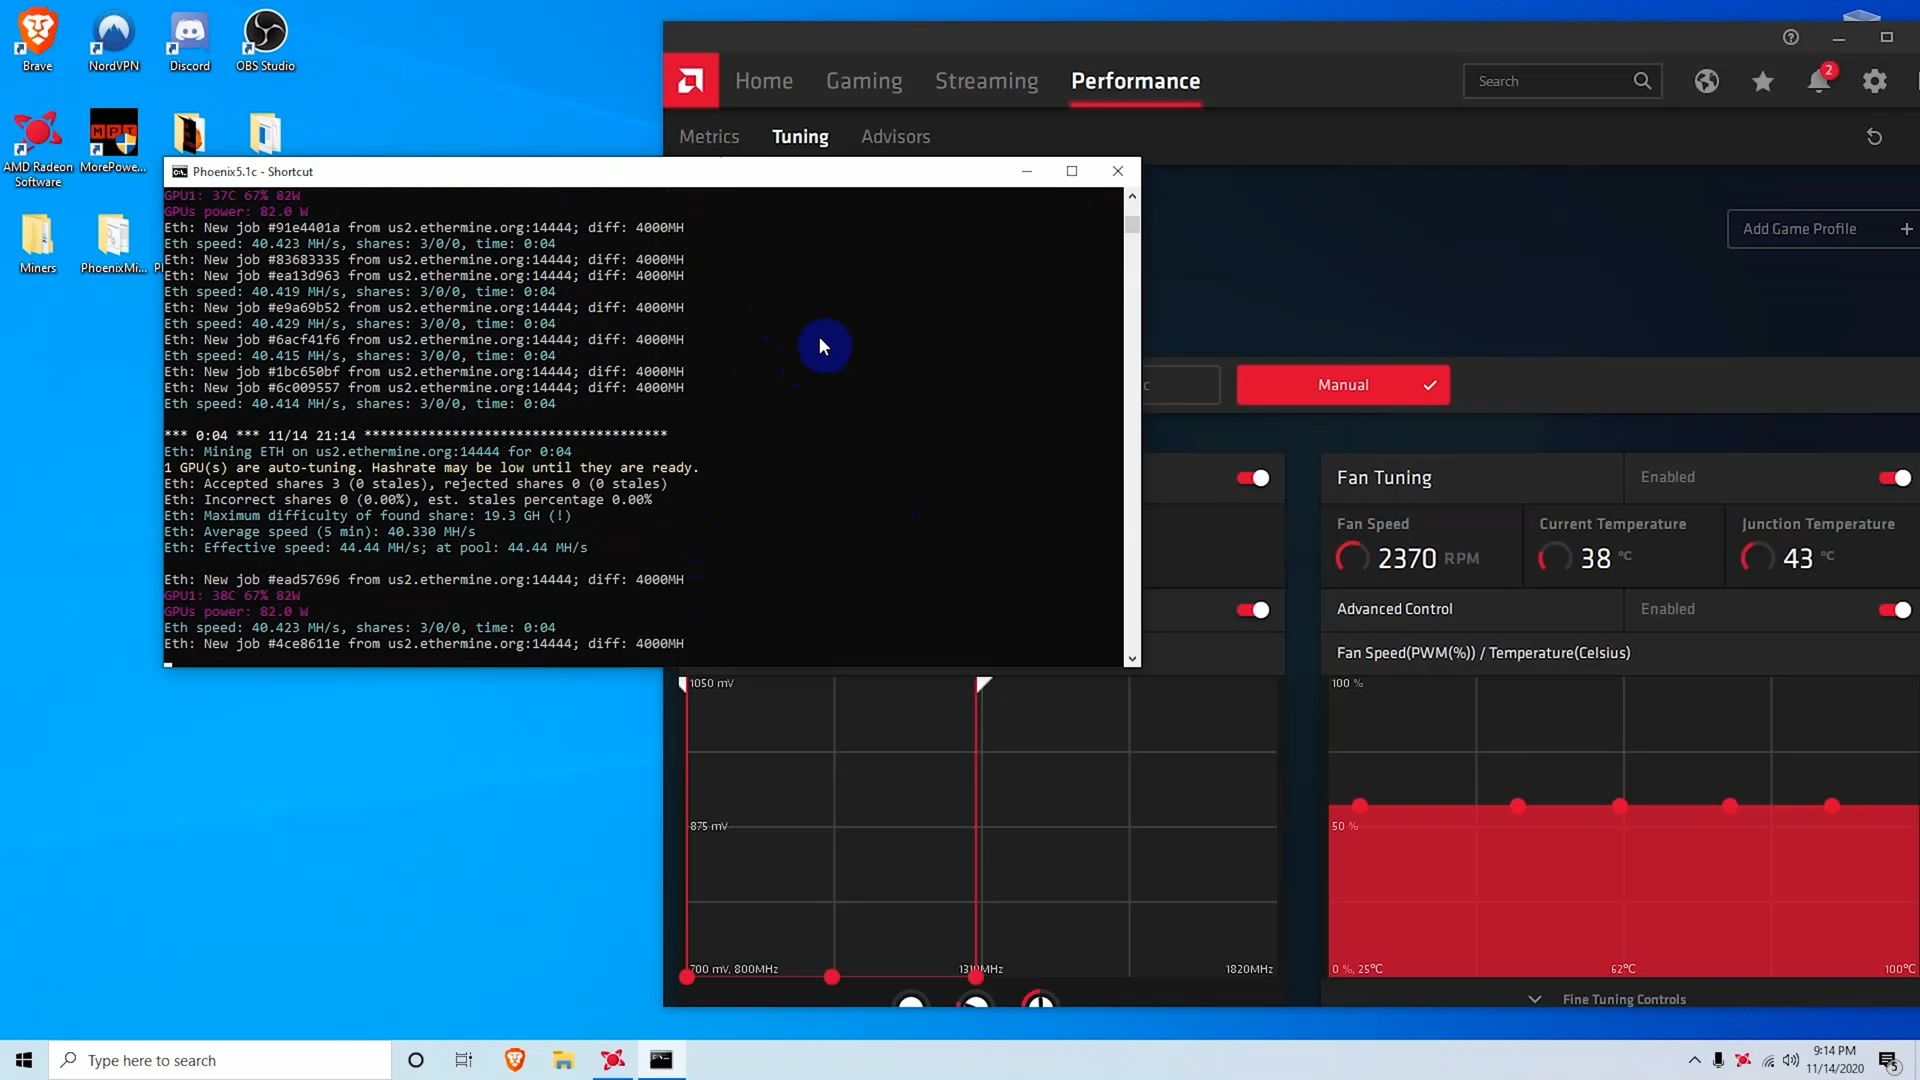 Brave
NordVPN
Discord
OBS Studio
AMD Radeon
Software
MPT
MorePowe...
Miners
PhoenixMi...
Home
Gaming
Streaming
Performance
Search
2
Metrics
Tuning
Advisors
Add Game Profile
Phoenix5.1c - Shortcut
GPU1: 37C 67% 82W
GPUs power: 82.0 W
Eth: New job #91e4401a from us2.ethermine.org:14444; diff: 4000MH
Eth speed: 40.423 MH/s, shares: 3/0/0, time: 0:04
Eth: New job #83683335 from us2.ethermine.org:14444; diff: 4000MH
Eth: New job #ea13d963 from us2.ethermine.org:14444; diff: 4000MH
Eth speed: 40.419 MH/s, shares: 3/0/0, time: 0:04
Eth: New job #e9a69b52 from us2.ethermine.org:14444; diff: 4000MH
Eth speed: 40.429 MH/s, shares: 3/0/0, time: 0:04
Eth: New job #6acf41f6 from us2.ethermine.org:14444; diff: 4000MH
Eth speed: 40.415 MH/s, shares: 3/0/0, time: 0:04
Eth: New job #1bc650bf from us2.ethermine.org:14444; diff: 4000MH
Eth: New job #6c009557 from us2.ethermine.org:14444; diff: 4000MH
Eth speed: 40.414 MH/s, shares: 3/0/0, time: 0:04
*** 0:04 *** 11/14 21:14 **************************************
Eth: Mining ETH on us2.ethermine.org:14444 for 0:04
1 GPU(s) are auto-tuning. Hashrate may be low until they are ready.
Eth: Accepted shares 3 (0 stales), rejected shares 0 (0 stales)
Eth: Incorrect shares 0 (0.00%), est. stales percentage 0.00%
Eth: Maximum difficulty of found share: 19.3 GH (!)
Eth: Average speed (5 min): 40.330 MH/s
Eth: Effective speed: 44.44 MH/s; at pool: 44.44 MH/s
Eth: New job #ead57696 from us2.ethermine.org:14444; diff: 4000MH
GPU1: 38C 67% 82W
GPUs power: 82.0 W
Eth speed: 40.423 MH/s, shares: 3/0/0, time: 0:04
Eth: New job #4ce8611e from us2.ethermine.org:14444; diff: 4000MH
Manual
Fan Tuning
Enabled
Fan Speed
2370 RPM
Current Temperature
38 °C
Junction Temperature
43 °C
Advanced Control
Enabled
Fan Speed(PWM(%)) / Temperature(Celsius)
1050 mV
875 mV
700 mV, 800MHz
1820MHz
100 %
50 %
0 %, 25°C
62°C
100°C
Fine Tuning Controls
Type here to search
9:14 PM
11/14/2020
5